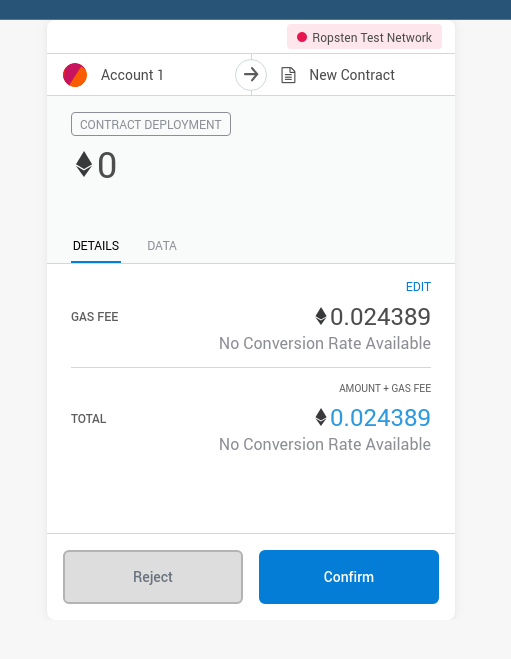 Ropsten Test Network
Account 1
New Contract
CONTRACT DEPLOYMENT
0
DETAILS DATA
EDIT
GAS FEE
0.024389
No Conversion Rate Available
AMOUNT + GAS FEE
TOTAL
0.024389
No Conversion Rate Available
Reject
Confirm